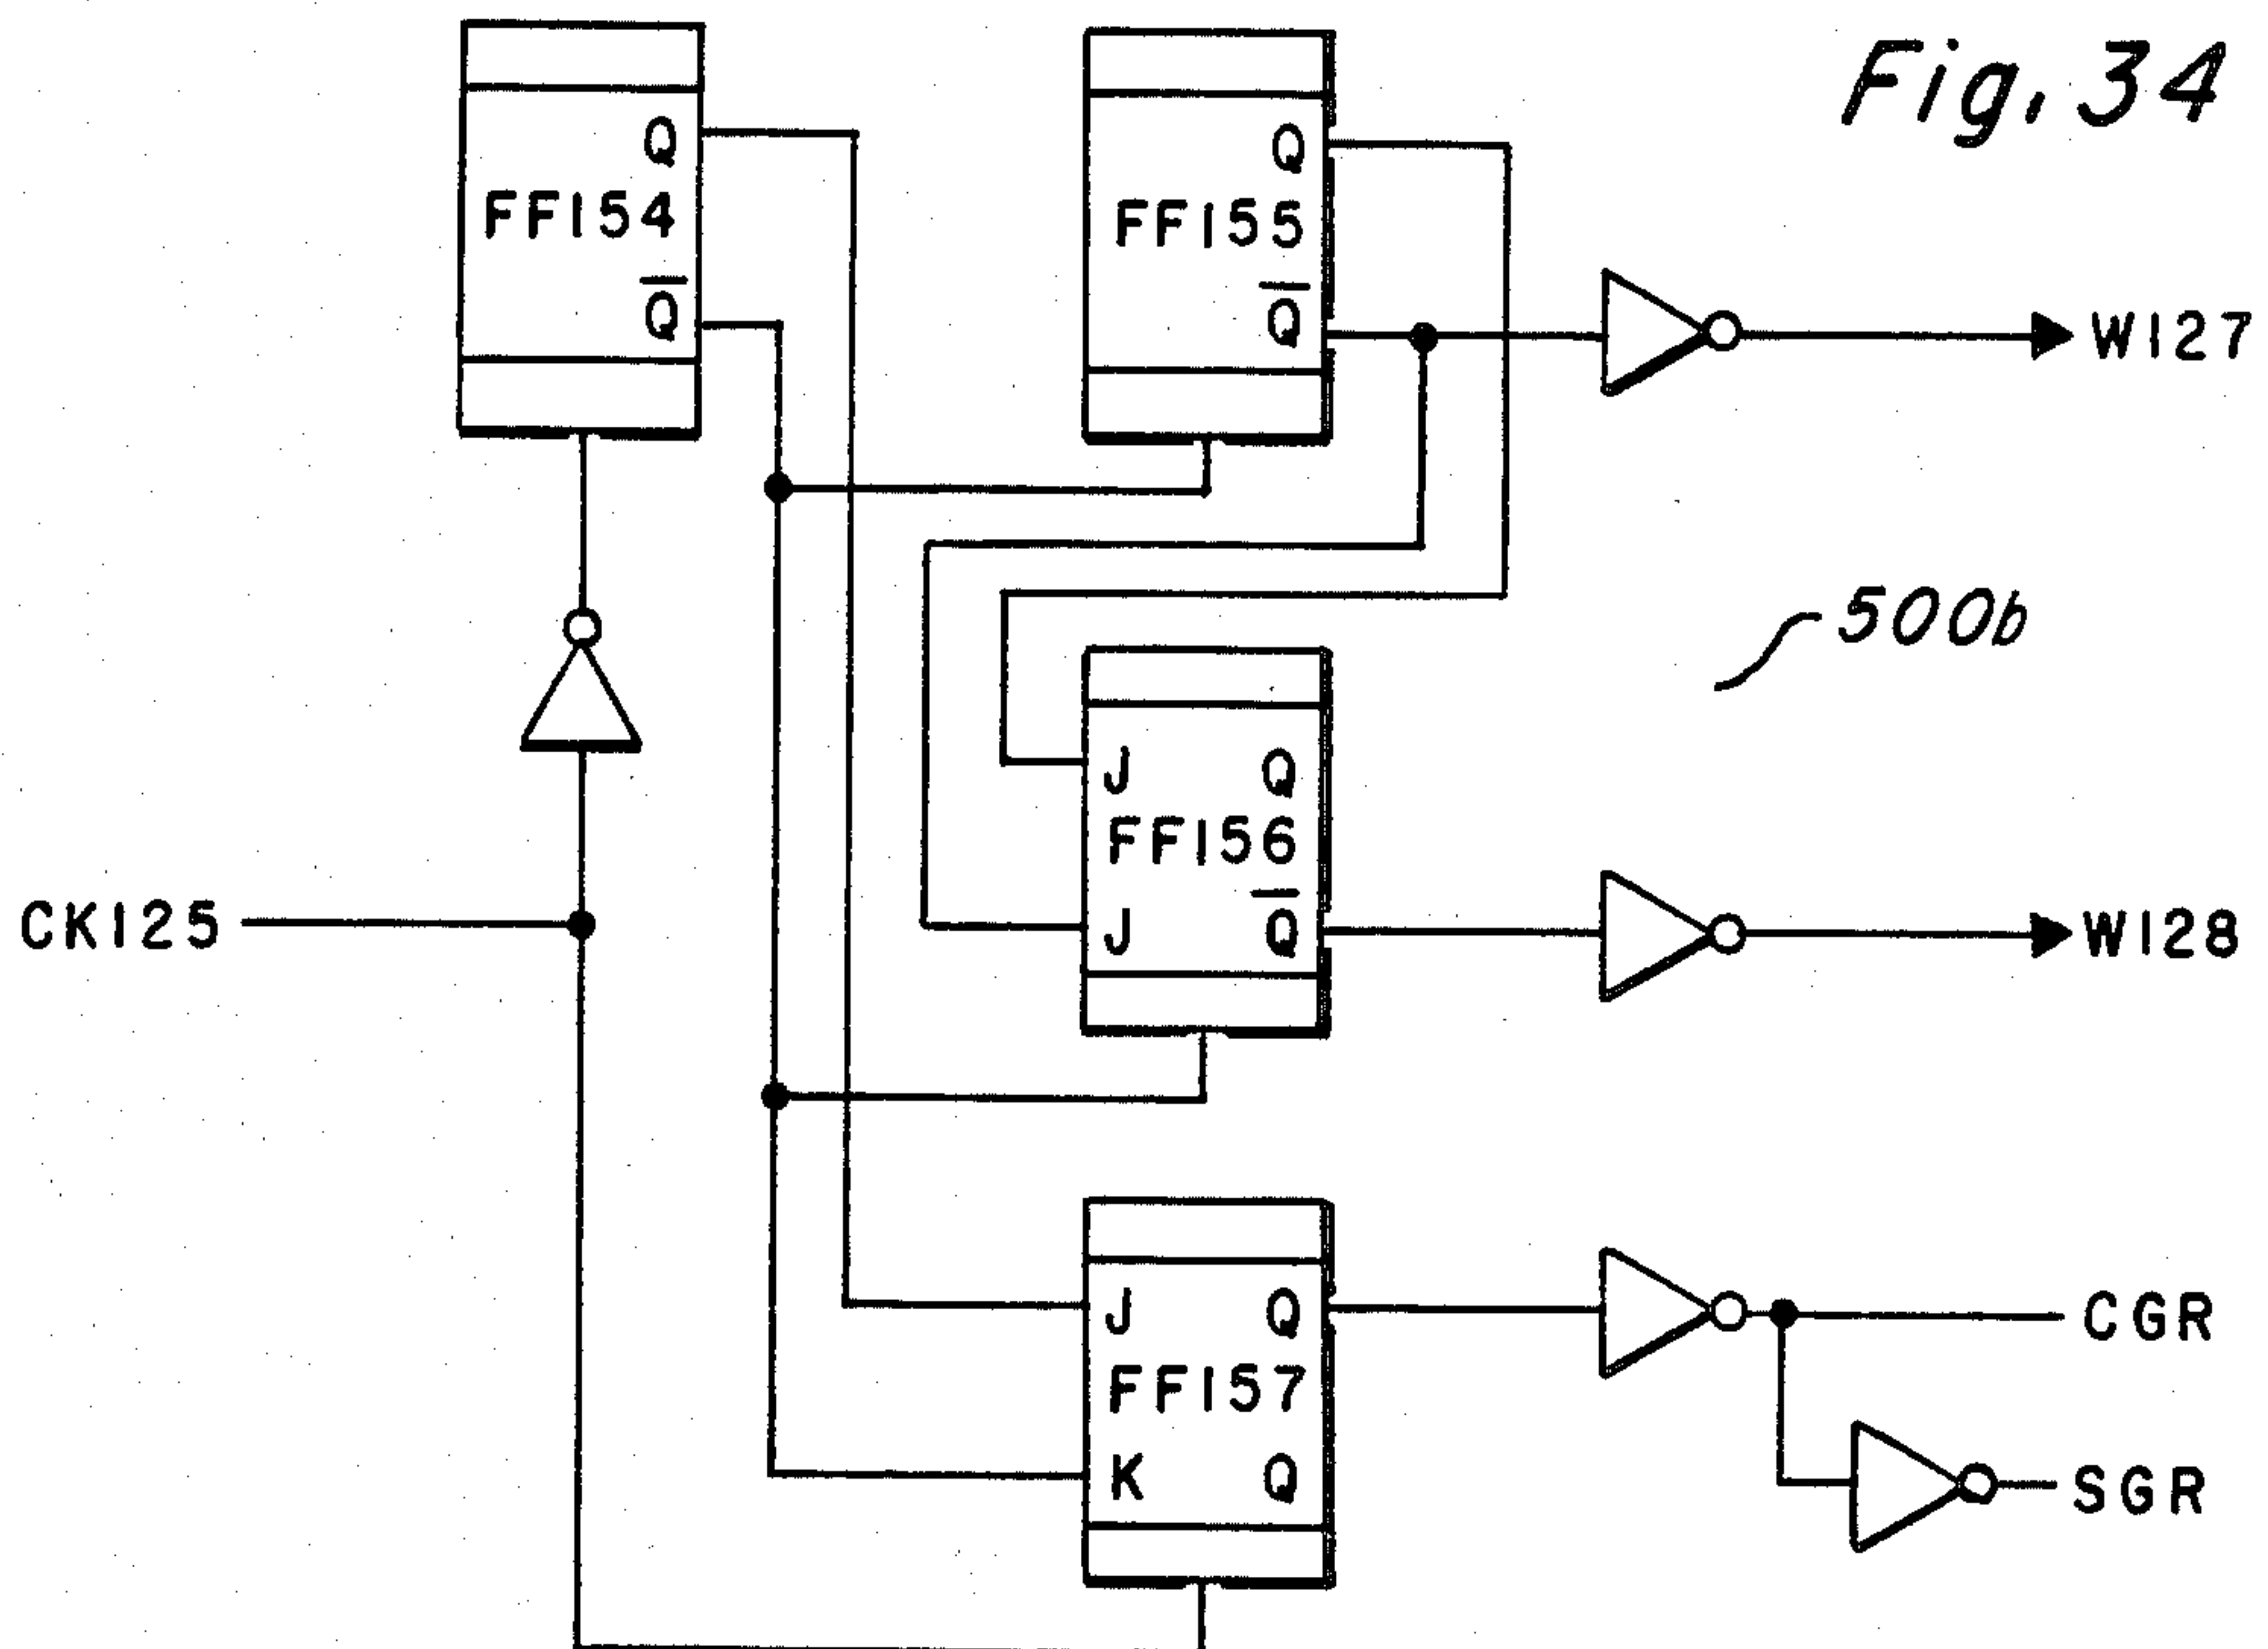 Fig. 34
Q
FF154
Q̅
Q
FF155
Q̅
W127
500b
J Q
FF156
J Q̅
CK125
W128
J Q
FF157
K Q
CGR
SGR